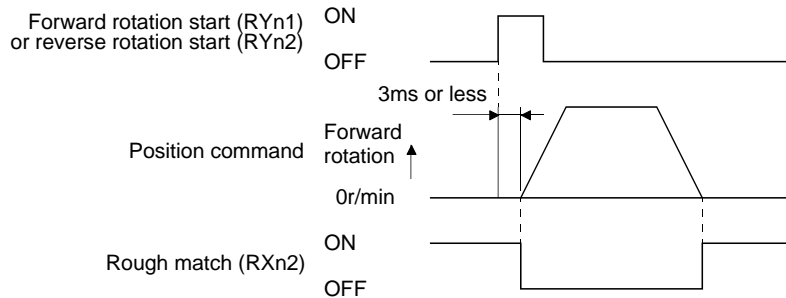 Forward rotation start (RYn1)
or reverse rotation start (RYn2)
ON
OFF
3ms or less
Position command
Forward
rotation
0r/min
Rough match (RXn2)
ON
OFF